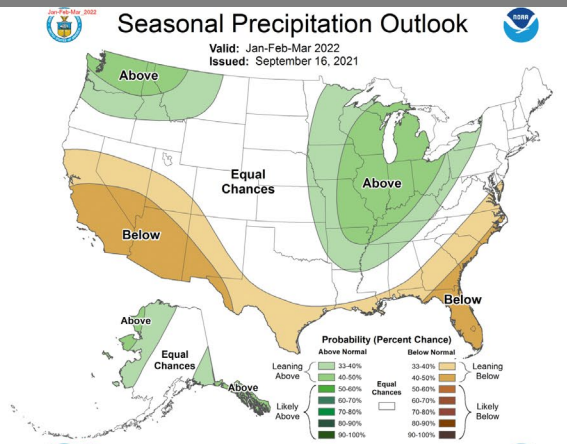 Jan-Feb-Mar_2022
Seasonal Precipitation Outlook
NOAA
Valid: Jan-Feb-Mar 2022
Issued: September 16, 2021
Above
Equal
Chances
Above
Below
Below
Above
Equal
Chances
Above
Probability (Percent Chance)
Above Normal
Below Normal
Leaning
Above
33-40%
40-50%
Likely
Above
50-60%
60-70%
70-80%
80-90%
90-100%
Equal
Chances
33-40%
40-50%
Leaning
Below
50-60%
60-70%
70-80%
80-90%
90-100%
Likely
Below